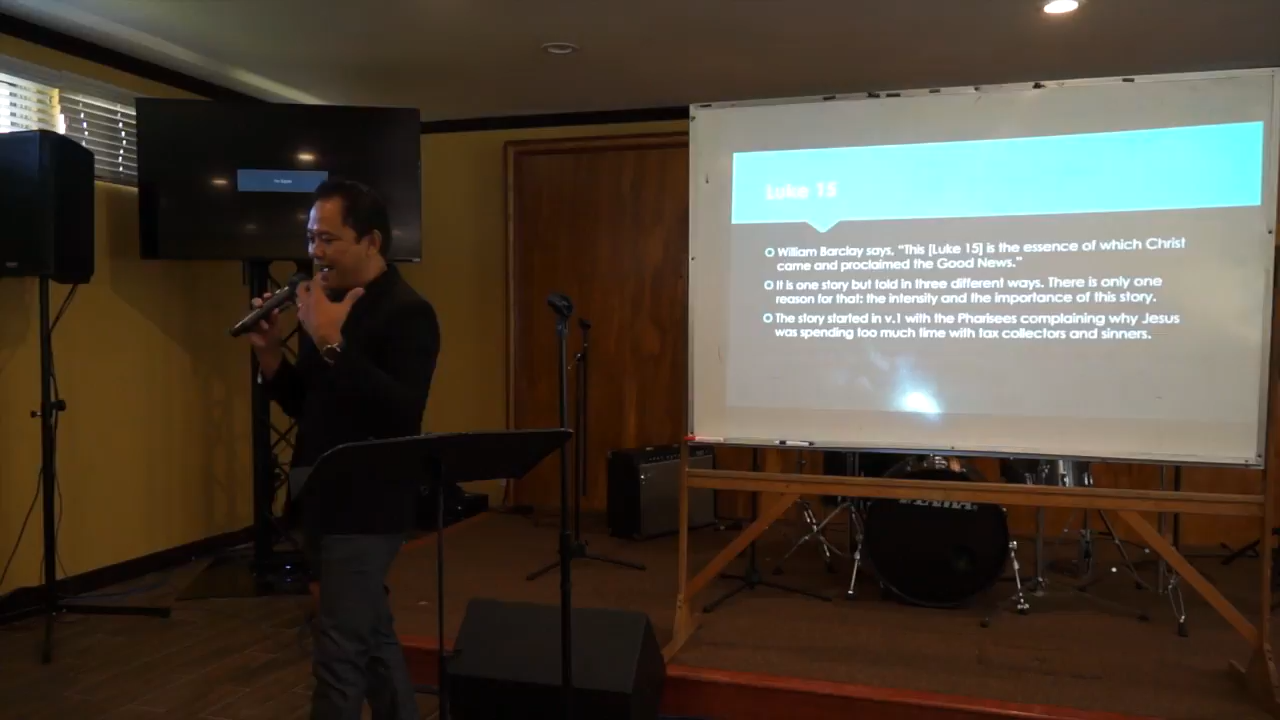 Luke 15
William Barclay says, “This [Luke 15] is the essence of which Christ
came and proclaimed the Good News.”
It is one story but told in three different ways. There is only one
reason for that: the intensity and the importance of this story.
The story started in v.1 with the Pharisees complaining why Jesus
was spending too much time with tax collectors and sinners.
TAMA